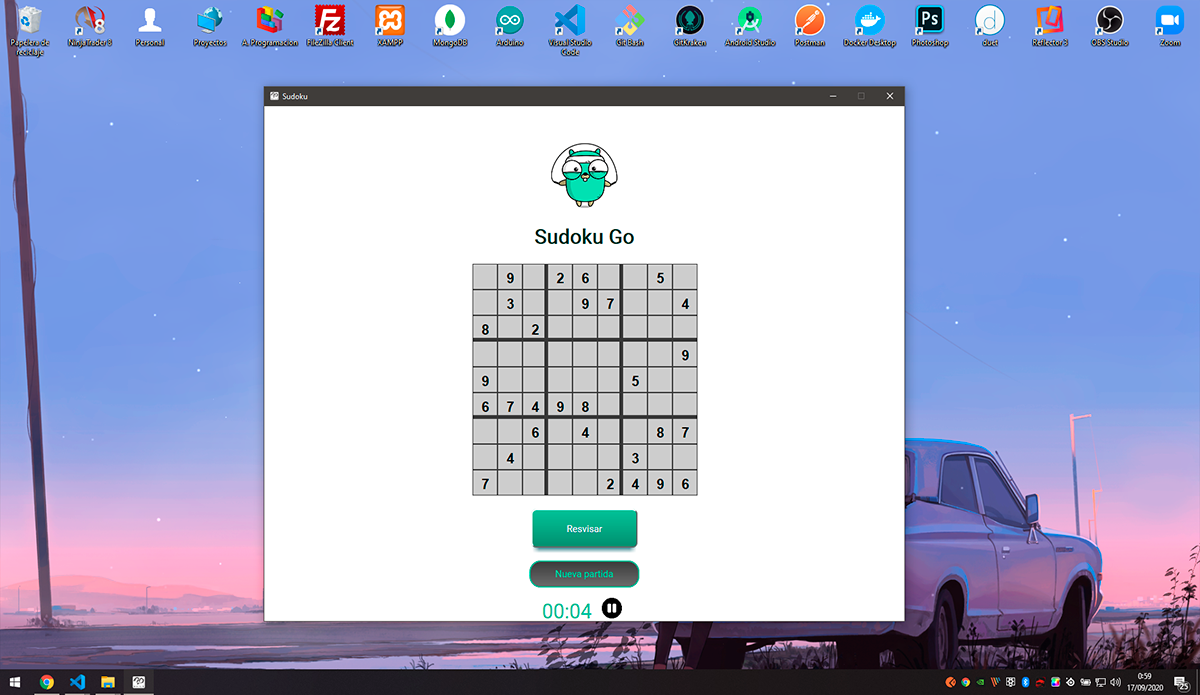 Papelera de reciclaje
NinjaTrader 8
Personal
Proyectos
A. Programacion
FileZilla Client
XAMPP
MongoDB
Arduino
Visual Studio Code
Git Bash
GitKraken
Android Studio
Postman
Docker Desktop
Photoshop
duet
Reflector 3
OBS Studio
Zoom
Fz
Ps
d
Sudoku
Sudoku Go
9 2 6 5
3 9 7 4
8 2
9
9 5
6 7 4 9 8
6 4 8 7
4 3
7 2 4 9 6
Resvisar
Nueva partida
00:04
0:59
17/09/2020
25